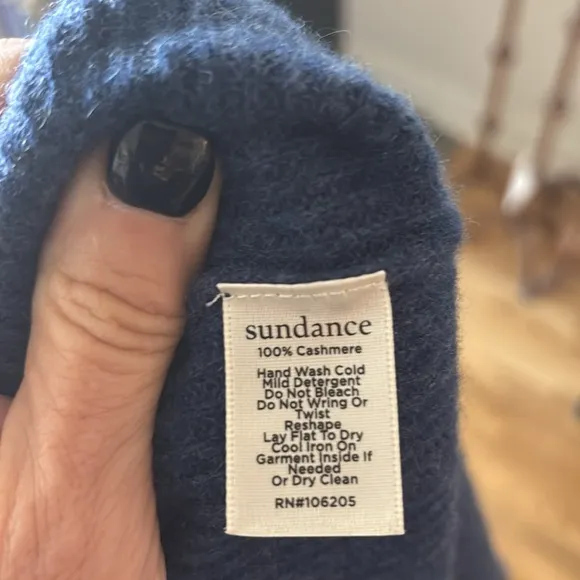 sundance
100% Cashmere
Hand Wash Cold
Mild Detergent
Do Not Bleach
Do Not Wring Or
Twist
Reshape
Lay Flat To Dry
Cool Iron On
Garment Inside If
Needed
Or Dry Clean
RN#106205